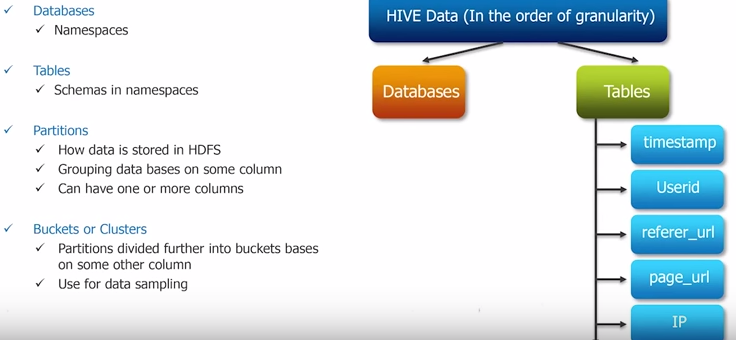 Databases
Namespaces
Tables
Schemas in namespaces
Partitions
How data is stored in HDFS
Grouping data bases on some column
Can have one or more columns
Buckets or Clusters
Partitions divided further into buckets bases
on some other column
Use for data sampling
HIVE Data (In the order of granularity)
Databases
Tables
timestamp
Userid
referer_url
page_url
IP